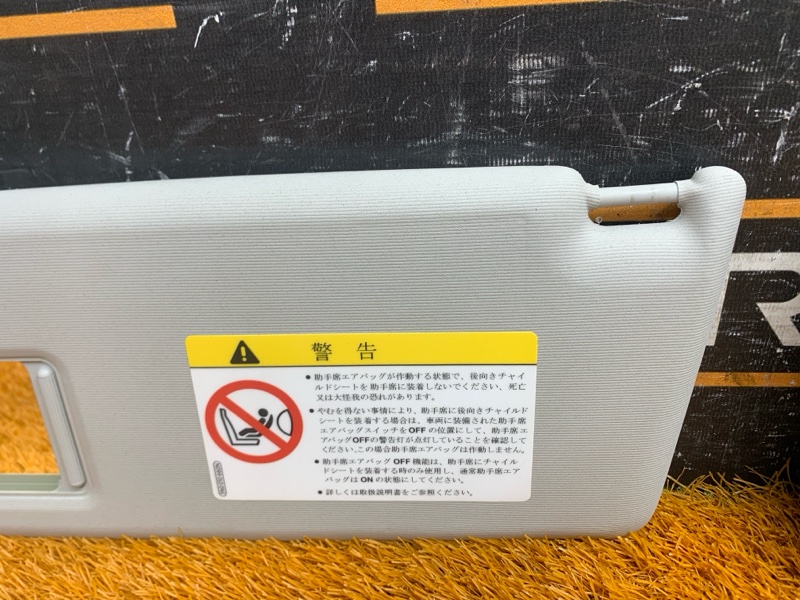 警告
● 助手席エアバッグが作動する状態で、後向きチャイ
ルドシートを助手席に装着しないでください、死亡
又は大怪我の恐れがあります。
● やむを得ない事情により、助手席に後向きチャイルド
シートを装着する場合は、車両に装備された助手席
エアバッグスイッチをOFFの位置にして、助手席エ
アバッグOFFの警告灯が点灯していることを確認して
ください。この場合助手席エアバッグは作動しません。
● 助手席エアバッグ OFF 機能は、助手席にチャイル
ドシートを装着する時のみ使用し、通常助手席エア
バッグは ON の状態にしてください。
● 詳しくは取扱説明書をご参照ください。
R